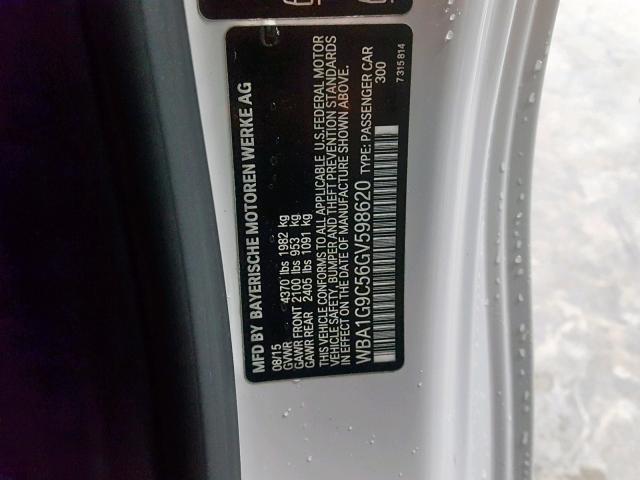 MFD BY BAYERISCHE MOTOREN WERKE AG
08/15
GVWR 4370 lbs 1982 kg
GAWR FRONT 2100 lbs 953 kg
GAWR REAR 2405 lbs 1091 kg
THIS VEHICLE CONFORMS TO ALL APPLICABLE U.S.FEDERAL MOTOR
VEHICLE SAFETY, BUMPER AND THEFT PREVENTION STANDARDS
IN EFFECT ON THE DATE OF MANUFACTURE SHOWN ABOVE.
WBA1G9C56GV598620 TYPE: PASSENGER CAR
300
7315814